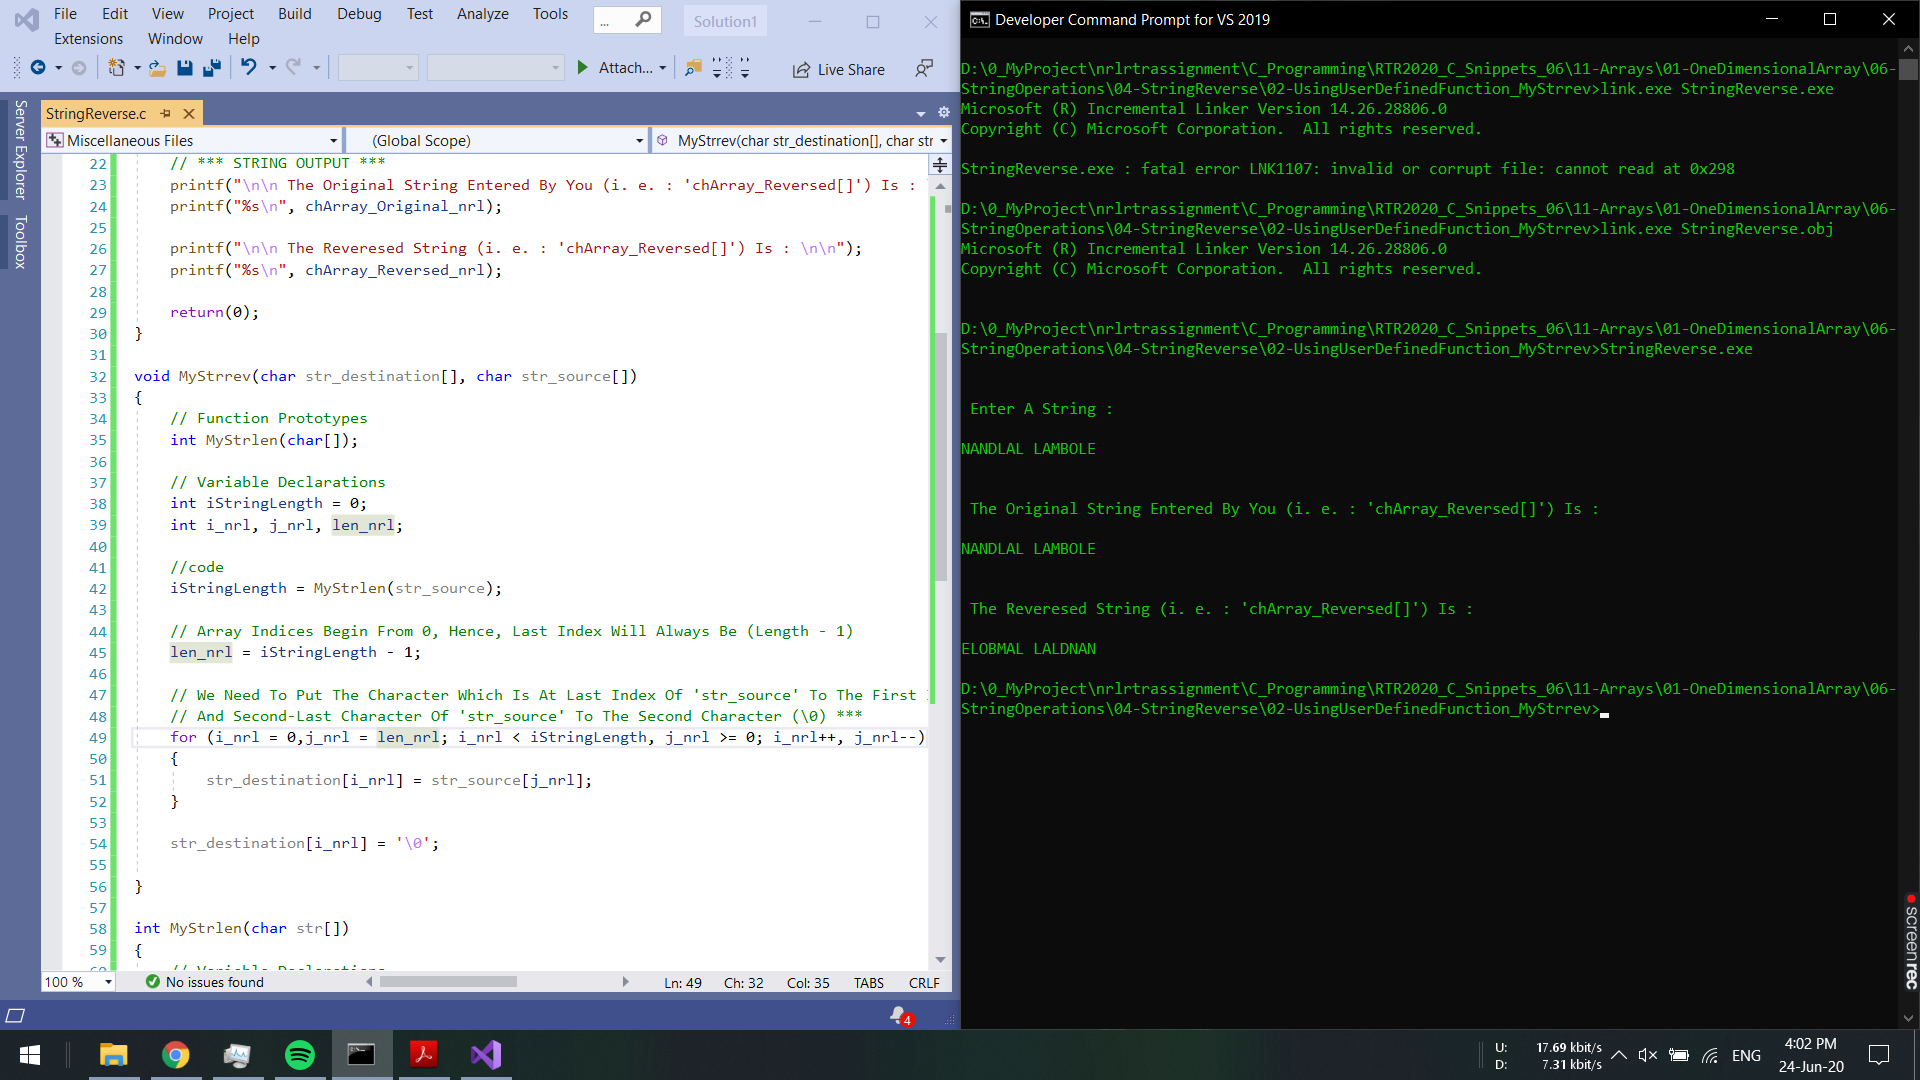 File Edit View Project Build Debug Test Analyze Tools ... Solution1
Extensions Window Help
Attach... Live Share
Server Explorer
Toolbox
StringReverse.c
Miscellaneous Files (Global Scope) MyStrrev(char str_destination[], char str
22 // *** STRING OUTPUT ***
23 printf("\n\n The Original String Entered By You (i. e. : 'chArray_Reversed[]') Is :
24 printf("%s\n", chArray_Original_nrl);
25
26 printf("\n\n The Reveresed String (i. e. : 'chArray_Reversed[]') Is : \n\n");
27 printf("%s\n", chArray_Reversed_nrl);
28
29 return(0);
30 }
31
32 void MyStrrev(char str_destination[], char str_source[])
33 {
34 // Function Prototypes
35 int MyStrlen(char[]);
36
37 // Variable Declarations
38 int iStringLength = 0;
39 int i_nrl, j_nrl, len_nrl;
40
41 //code
42 iStringLength = MyStrlen(str_source);
43
44 // Array Indices Begin From 0, Hence, Last Index Will Always Be (Length - 1)
45 len_nrl = iStringLength - 1;
46
47 // We Need To Put The Character Which Is At Last Index Of 'str_source' To The First
48 // And Second-Last Character Of 'str_source' To The Second Character (\0) ***
49 for (i_nrl = 0,j_nrl = len_nrl; i_nrl < iStringLength, j_nrl >= 0; i_nrl++, j_nrl--)
50 {
51 str_destination[i_nrl] = str_source[j_nrl];
52 }
53
54 str_destination[i_nrl] = '\0';
55
56 }
57
58 int MyStrlen(char str[])
59 {
100 % No issues found Ln: 49 Ch: 32 Col: 35 TABS CRLF
4
Developer Command Prompt for VS 2019
D:\0_MyProject\nrlrtrassignment\C_Programming\RTR2020_C_Snippets_06\11-Arrays\01-OneDimensionalArray\06-
StringOperations\04-StringReverse\02-UsingUserDefinedFunction_MyStrrev>link.exe StringReverse.exe
Microsoft (R) Incremental Linker Version 14.26.28806.0
Copyright (C) Microsoft Corporation.  All rights reserved.
StringReverse.exe : fatal error LNK1107: invalid or corrupt file: cannot read at 0x298
D:\0_MyProject\nrlrtrassignment\C_Programming\RTR2020_C_Snippets_06\11-Arrays\01-OneDimensionalArray\06-
StringOperations\04-StringReverse\02-UsingUserDefinedFunction_MyStrrev>link.exe StringReverse.obj
Microsoft (R) Incremental Linker Version 14.26.28806.0
Copyright (C) Microsoft Corporation.  All rights reserved.
D:\0_MyProject\nrlrtrassignment\C_Programming\RTR2020_C_Snippets_06\11-Arrays\01-OneDimensionalArray\06-
StringOperations\04-StringReverse\02-UsingUserDefinedFunction_MyStrrev>StringReverse.exe
Enter A String :
NANDLAL LAMBOLE
The Original String Entered By You (i. e. : 'chArray_Reversed[]') Is :
NANDLAL LAMBOLE
The Reveresed String (i. e. : 'chArray_Reversed[]') Is :
ELOBMAL LALDNAN
D:\0_MyProject\nrlrtrassignment\C_Programming\RTR2020_C_Snippets_06\11-Arrays\01-OneDimensionalArray\06-
StringOperations\04-StringReverse\02-UsingUserDefinedFunction_MyStrrev>
screenrec
U: 17.69 kbit/s
D: 7.31 kbit/s
ENG
4:02 PM
24-Jun-20